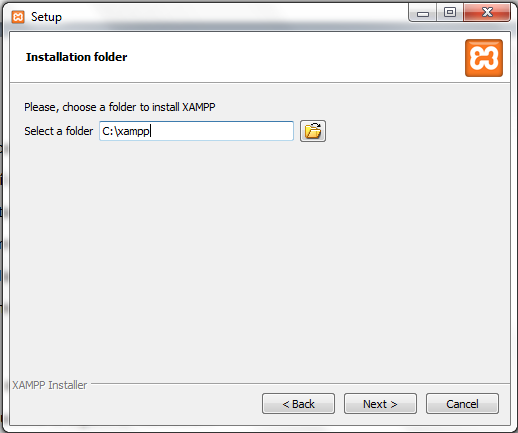 Setup
Installation folder
Please, choose a folder to install XAMPP
Select a folder C:\xampp
XAMPP Installer
< Back Next > Cancel